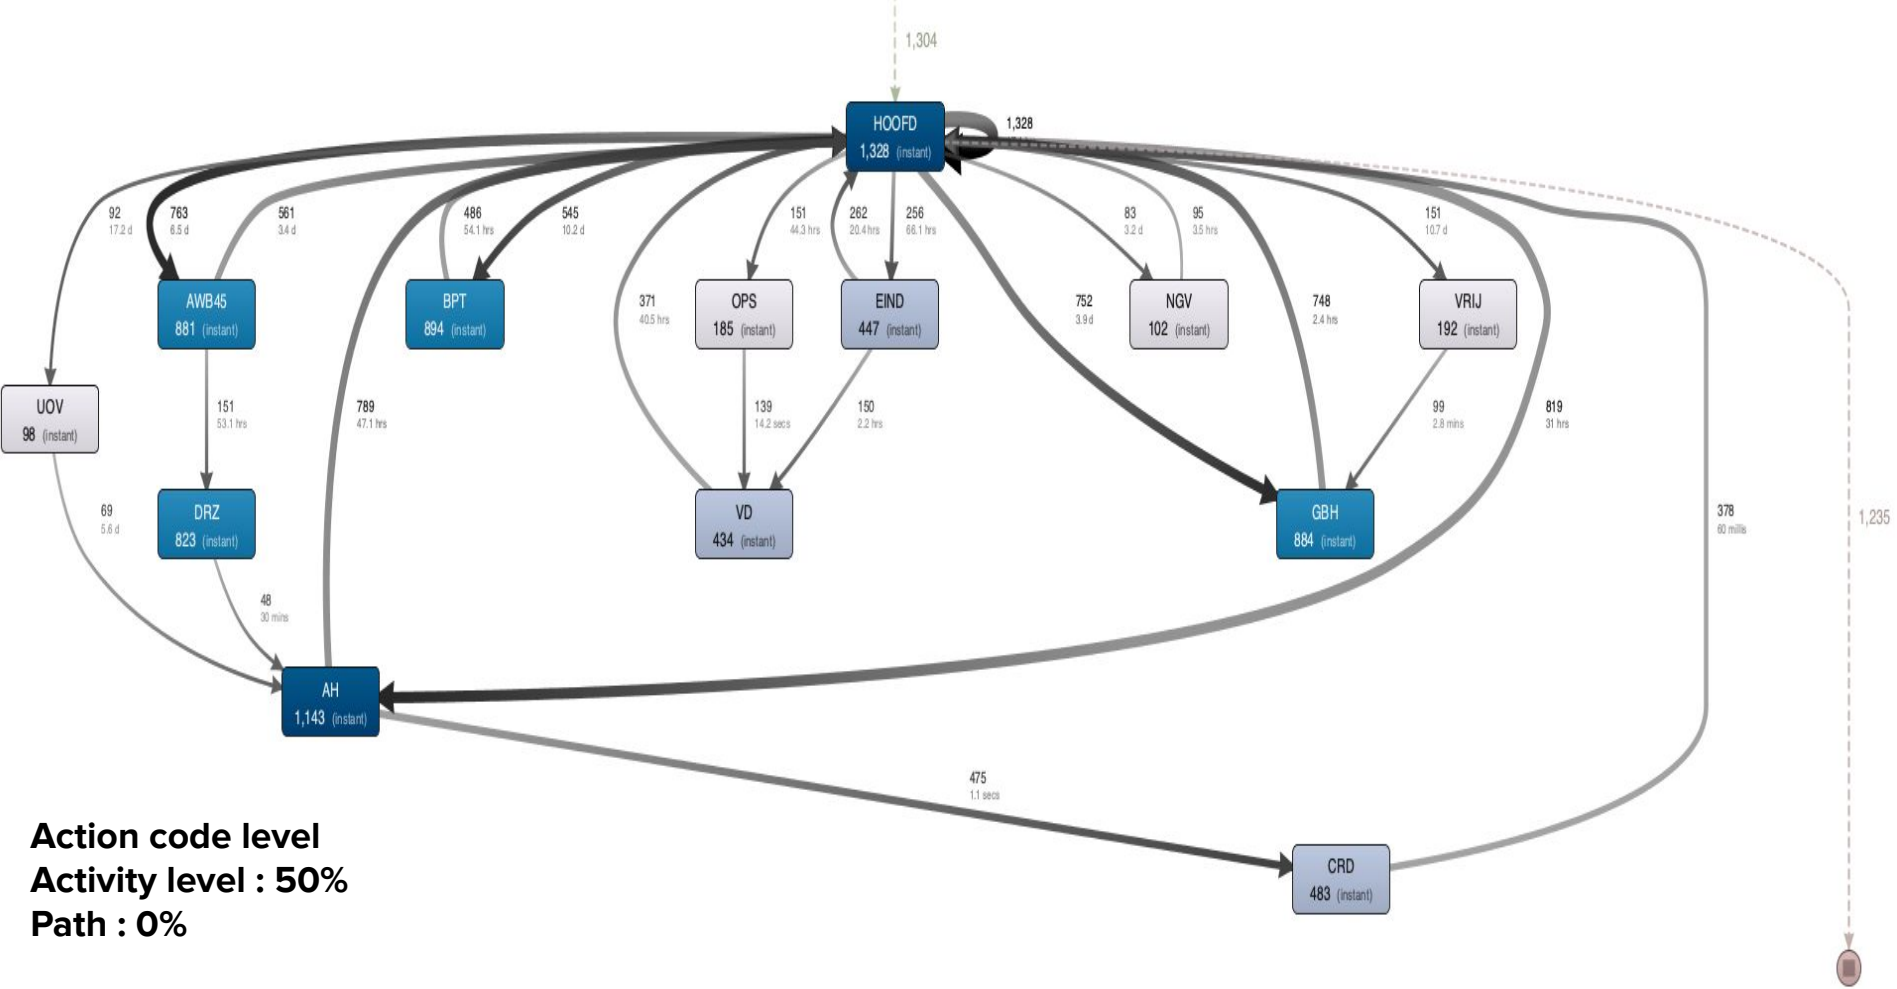 1,304
HOOFD
1,328 (instant)
1,328
92
17.2 d
763
6.5 d
561
3.4 d
486
54.1 hrs
545
10.2 d
151
44.3 hrs
262
20.4 hrs
256
66.1 hrs
83
3.2 d
95
3.5 hrs
151
10.7 d
AWB45
881 (instant)
BPT
894 (instant)
371
40.5 hrs
OPS
185 (instant)
EIND
447 (instant)
752
3.9 d
NGV
102 (instant)
748
2.4 hrs
VRIJ
192 (instant)
UOV
98 (instant)
151
53.1 hrs
789
47.1 hrs
139
14.2 secs
150
2.2 hrs
99
2.8 mins
819
31 hrs
69
5.6 d
DRZ
823 (instant)
VD
434 (instant)
GBH
884 (instant)
378
60 millis
1,235
48
30 mins
AH
1,143 (instant)
475
1.1 secs
CRD
483 (instant)
Action code level
Activity level : 50%
Path : 0%